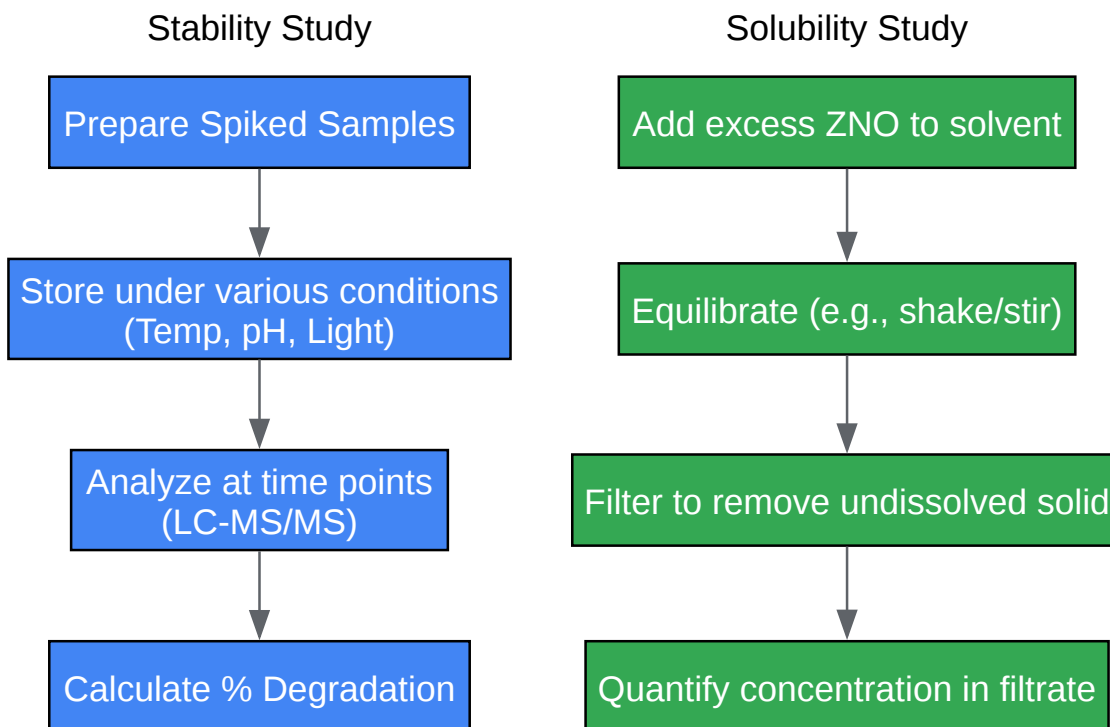 Stability Study
Prepare Spiked Samples
Store under various conditions
(Temp, pH, Light)
Analyze at time points
(LC-MS/MS)
Calculate % Degradation
Solubility Study
Add excess ZNO to solvent
Equilibrate (e.g., shake/stir)
Filter to remove undissolved solid
Quantify concentration in filtrate